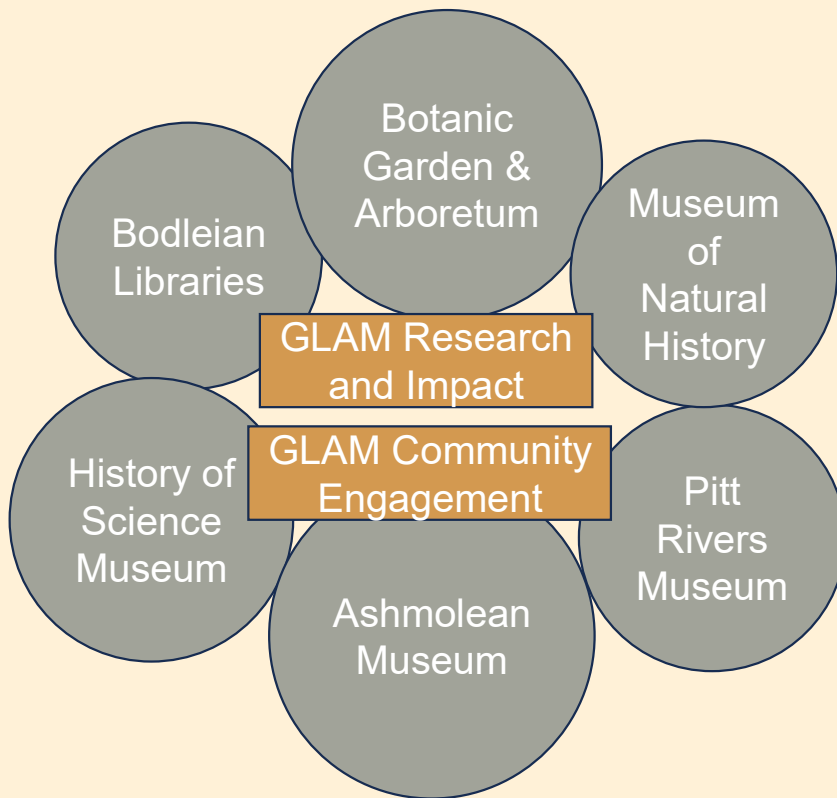 Botanic
Garden &
Arboretum
Bodleian
Libraries
Museum
of
Natural
History
GLAM Research
and Impact
GLAM Community
Engagement
History of
Science
Museum
Pitt
Rivers
Museum
Ashmolean
Museum